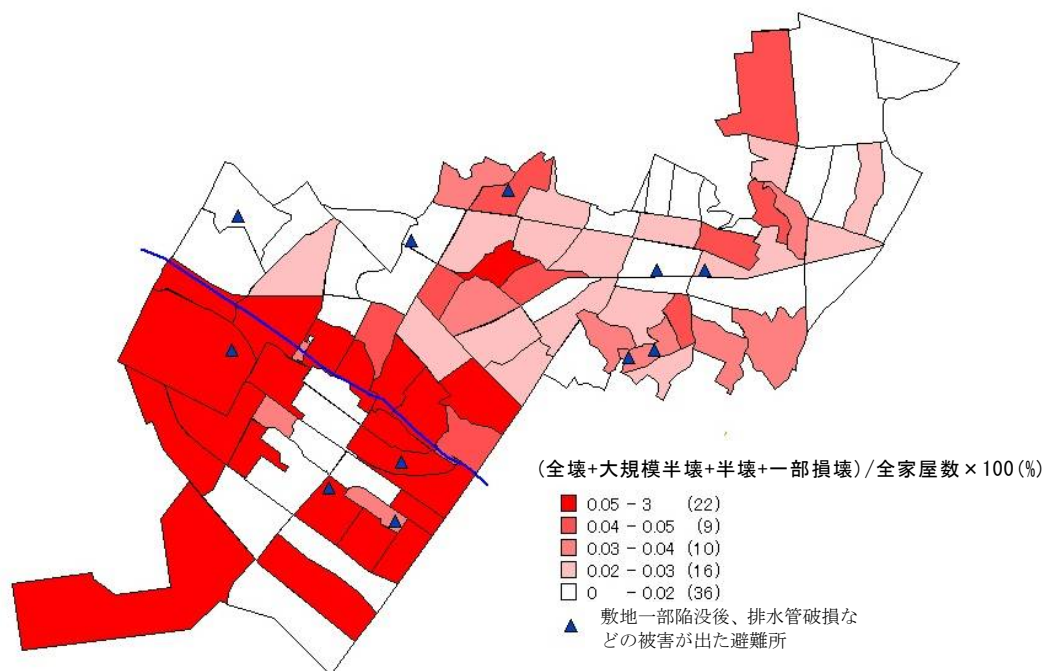 (全壊+大規模半壊+半壊+一部損壊)/全家屋数×100(%)
0.05 - 3 (22)
0.04 - 0.05 (9)
0.03 - 0.04 (10)
0.02 - 0.03 (16)
0 - 0.02 (36)
敷地一部陥没後、排水管破損な
どの被害が出た避難所